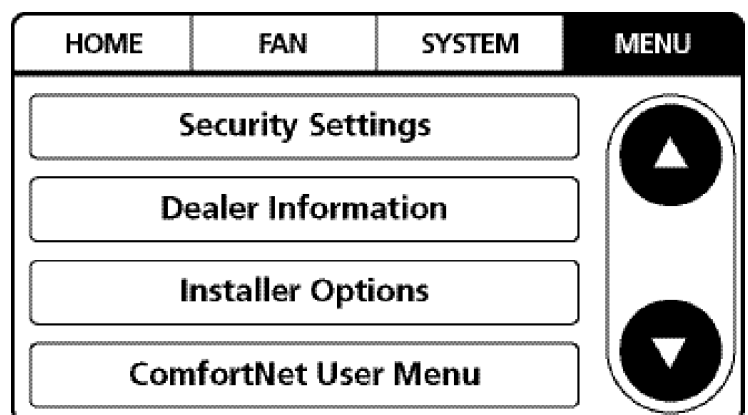 HOME FAN SYSTEM MENU
Security Settings
Dealer Information
Installer Options
ComfortNet User Menu